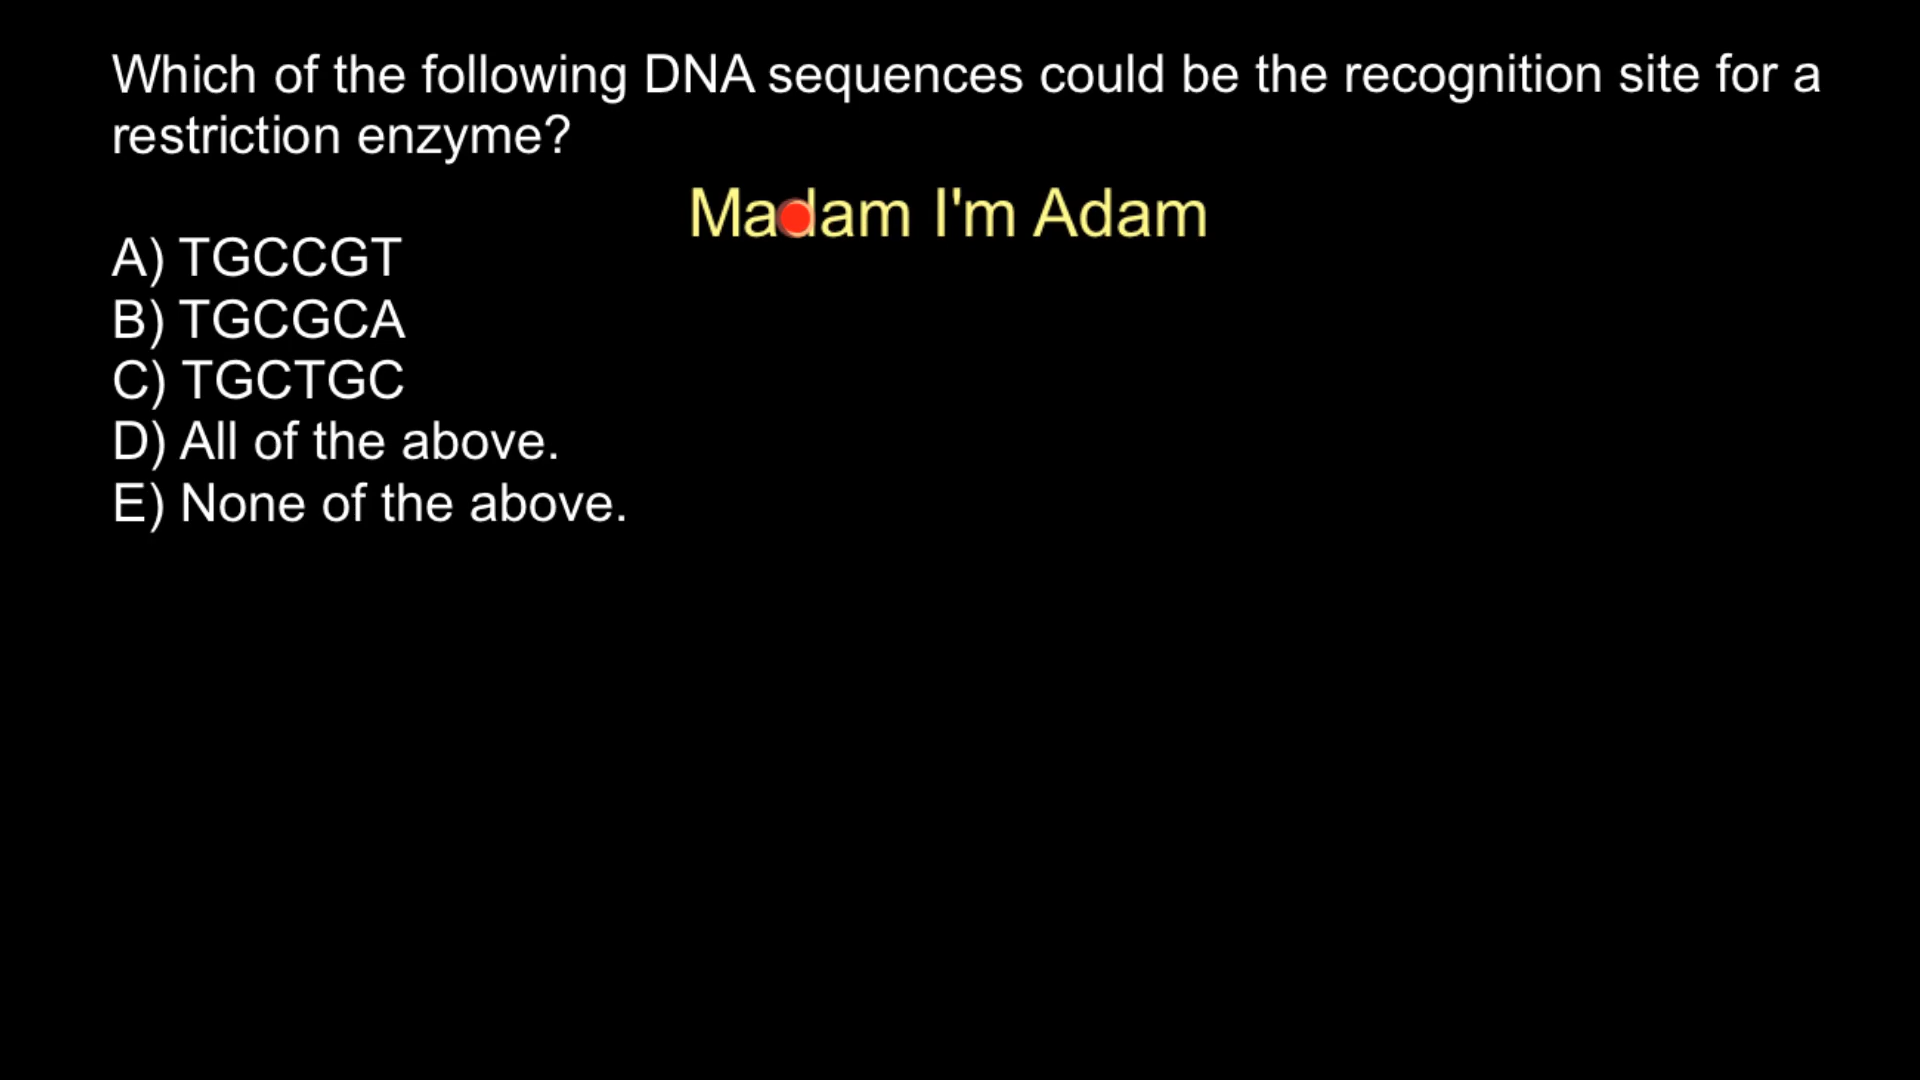 Which of the following DNA sequences could be the recognition site for a
restriction enzyme?
Madam I'm Adam
A) TGCCGT
B) TGCGCA
C) TGCTGC
D) All of the above.
E) None of the above.